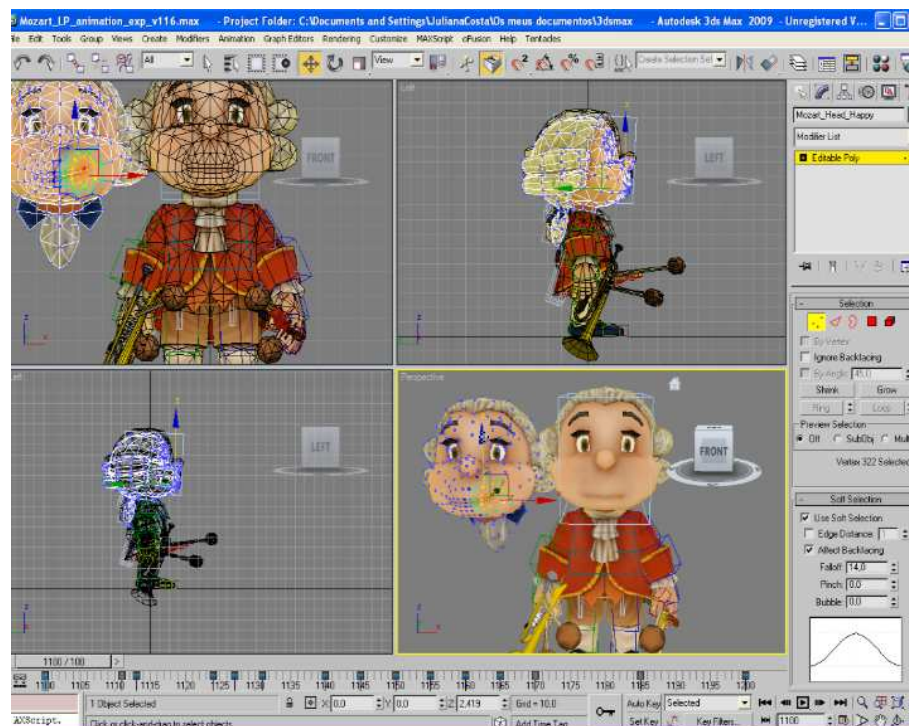 Mozart_LP_animation_exp_v116.max - Project Folder: C:\Documents and Settings\JulianaCosta\Os meus documentos\3dsmax - Autodesk 3ds Max 2009 - Unregistered V...
le Edit Tools Group Views Create Modifiers Animation Graph Editors Rendering Customize MAXScript cFusion Help Tentacles
All View Create Selection Set
FRONT
LEFT
Mozart_Head_Happy
Modifier List
Editable Poly
Selection
By Vertex
Ignore Backfacing
By Angle: 45,0
Shrink Grow
Ring Loop
Preview Selection
Off SubObj Mult
Vertex 322 Selected
LEFT
Perspective
FRONT
Soft Selection
Use Soft Selection
Edge Distance: 1
Affect Backfacing
Falloff: 14,0
Pinch: 0,0
Bubble: 0,0
1100 / 100
1100 1105 1110 1115 1120 1125 1130 1135 1140 1145 1150 1155 1160 1165 1170 1175 1180 1185 1190 1195 1200
1 Object Selected X: 0,0 Y: 0,0 Z: 2,419 Grid = 10,0 Auto Key Selected
AXScript. Click or click-and-drag to select objects Add Time Tag Set Key Key Filters... 1100